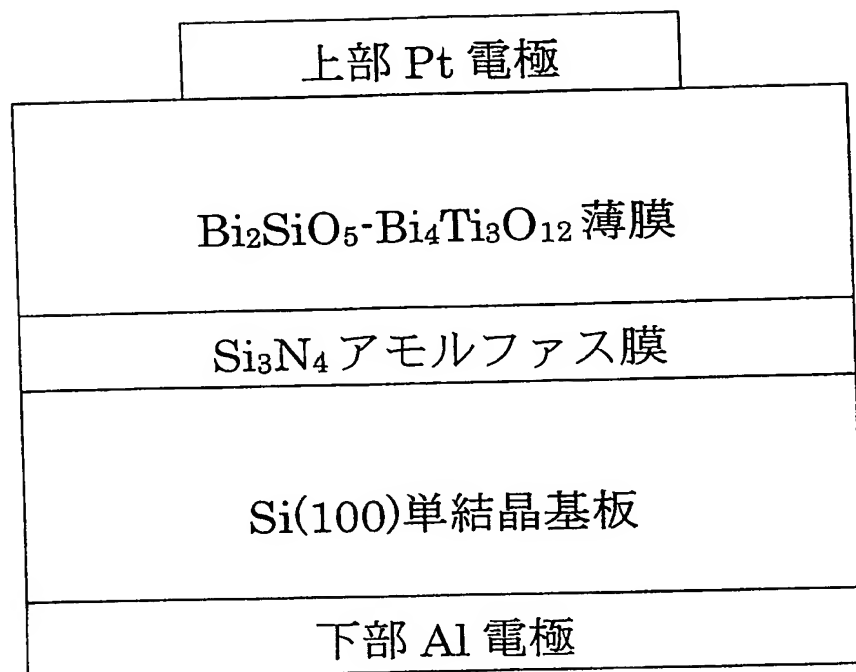 上部 Pt 電極
Bi₂SiO₅-Bi₄Ti₃O₁₂ 薄膜
Si₃N₄ アモルファス膜
Si(100)単結晶基板
下部 Al 電極